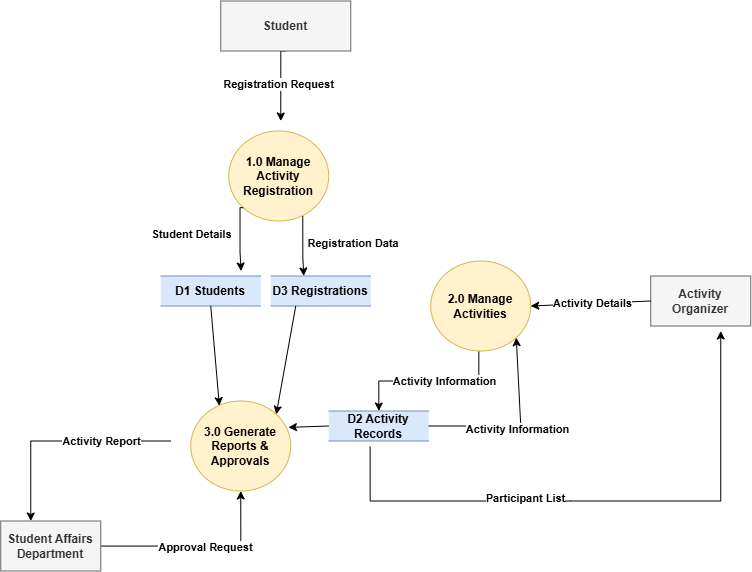 Student
Registration Request
1.0 Manage
Activity
Registration
Student Details
Registration Data
D1 Students
D3 Registrations
2.0 Manage
Activities
Activity Details
Activity
Organizer
Activity Information
D2 Activity
Records
Activity Information
3.0 Generate
Reports &
Approvals
Activity Report
Participant List
Student Affairs
Department
Approval Request